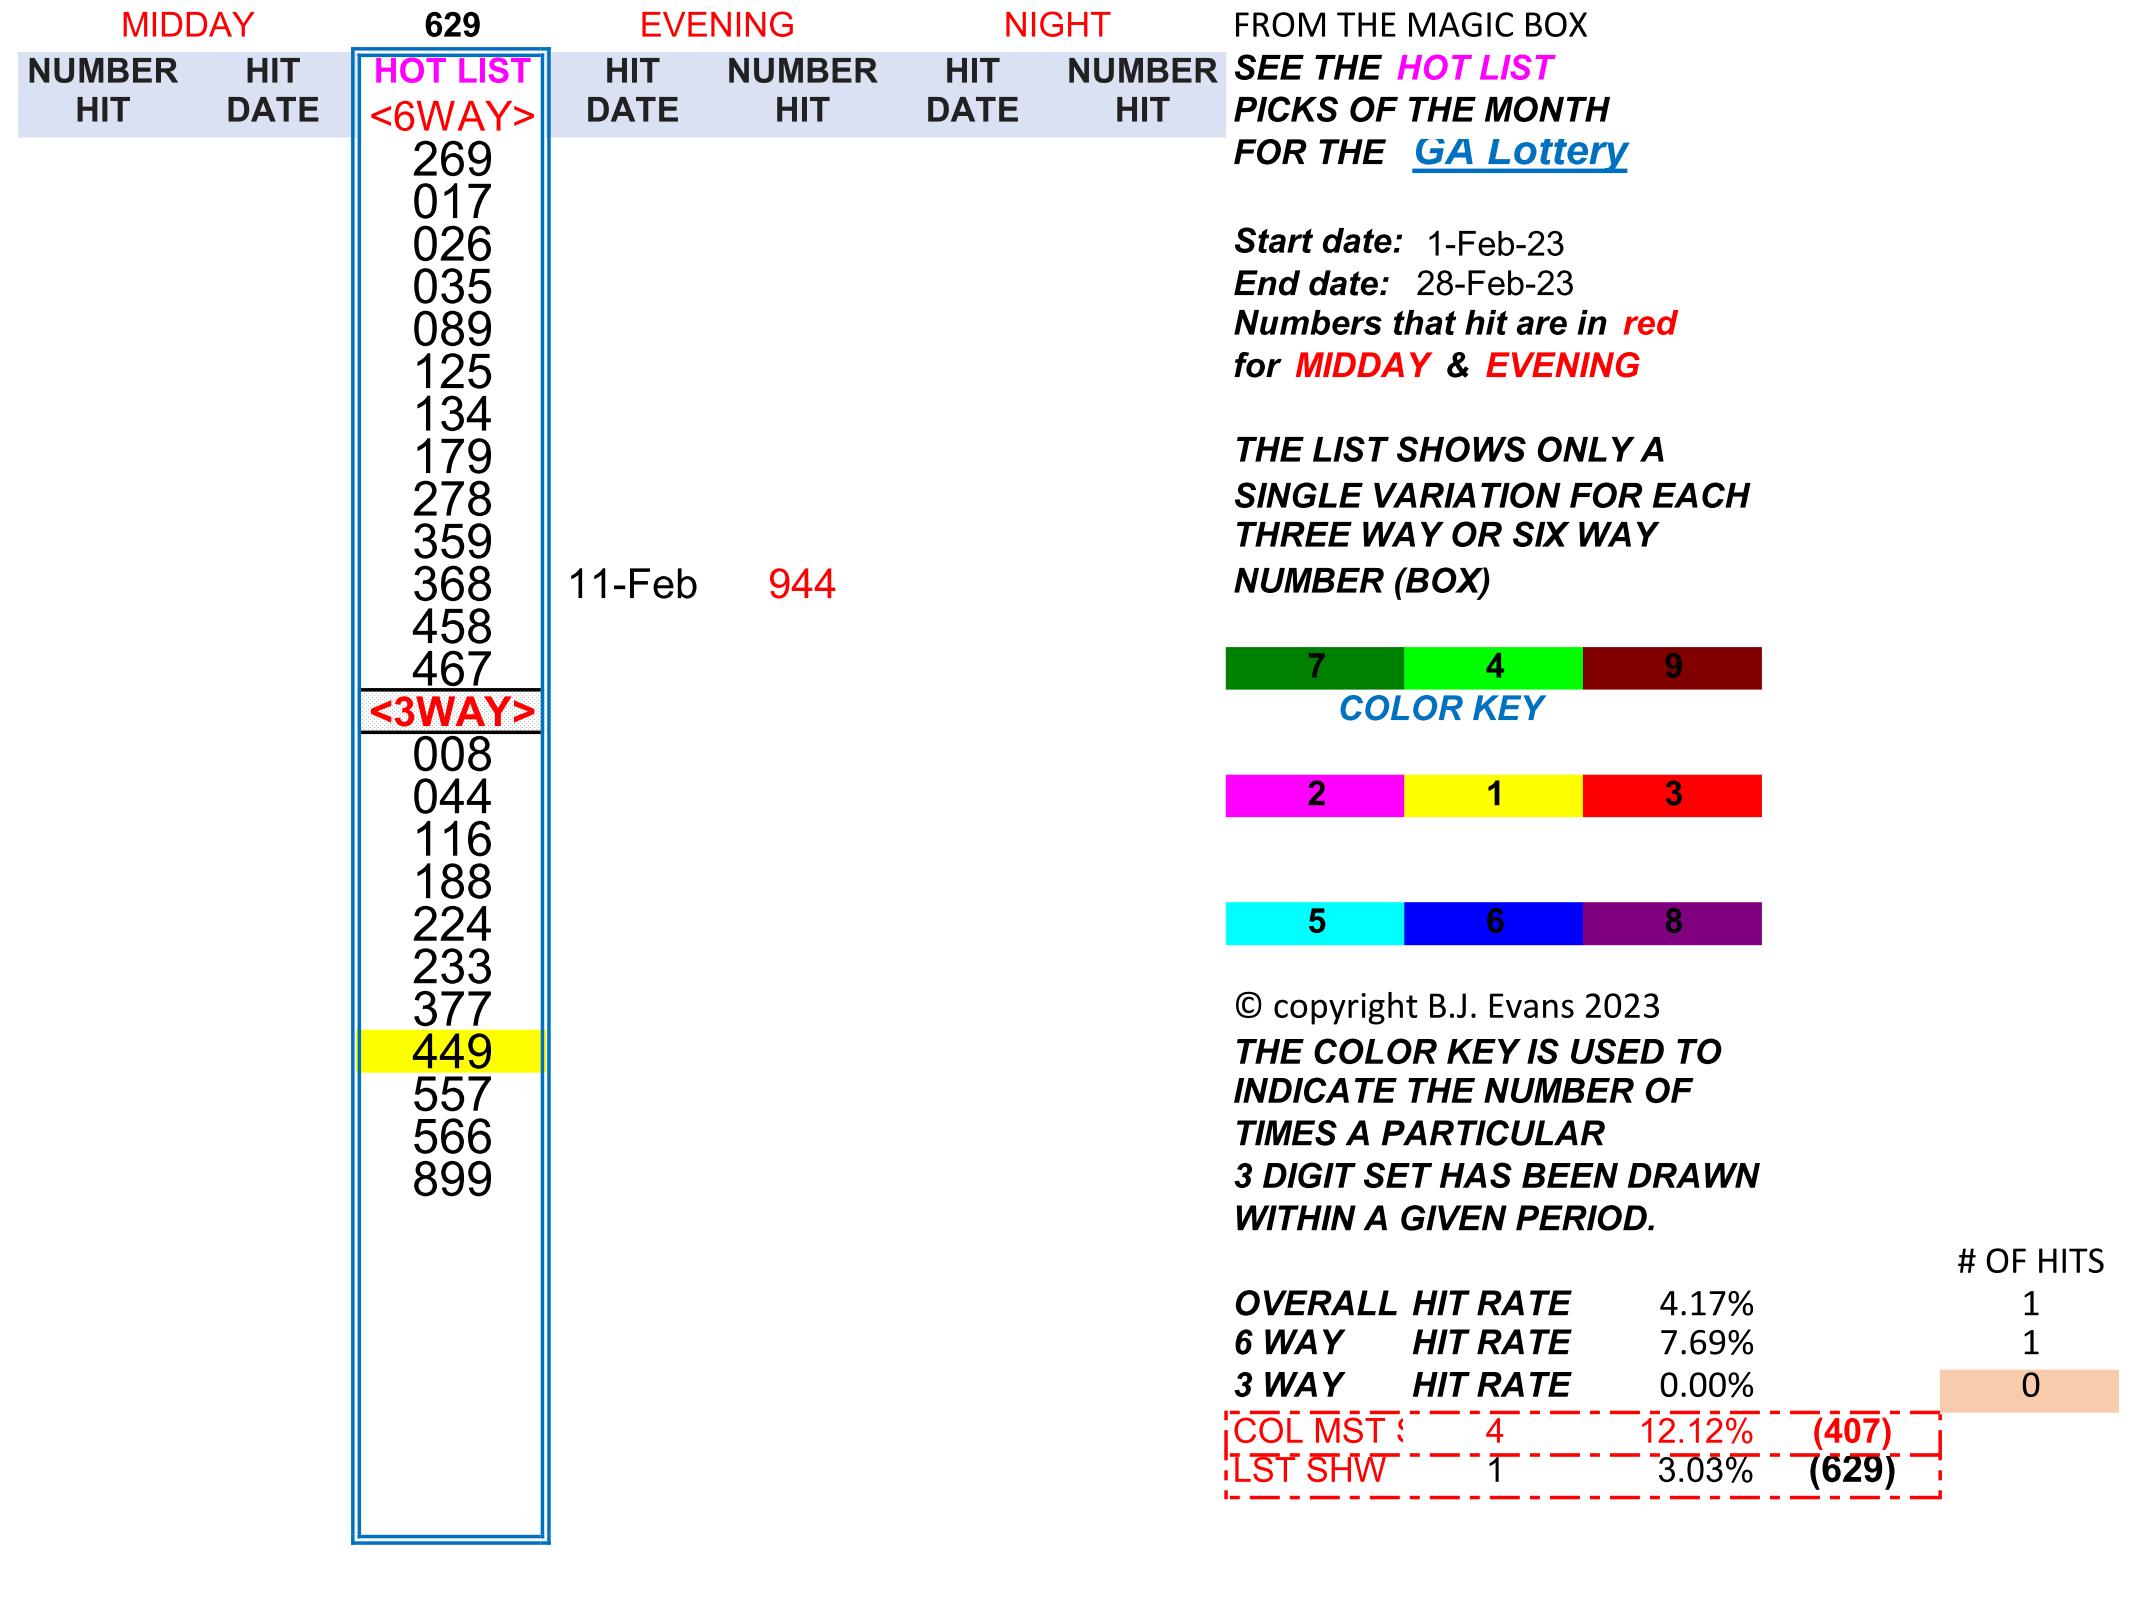 MIDDAY 629 EVENING NIGHT FROM THE MAGIC BOX
NUMBER HIT HOT LIST HIT NUMBER HIT NUMBER SEE THE HOT LIST
HIT DATE <6WAY> DATE HIT DATE HIT PICKS OF THE MONTH
269 FOR THE GA Lottery
017
026 Start date: 1-Feb-23
035 End date: 28-Feb-23
089 Numbers that hit are in red
125 for MIDDAY & EVENING
134
179 THE LIST SHOWS ONLY A
278 SINGLE VARIATION FOR EACH
359 THREE WAY OR SIX WAY
368 11-Feb 944 NUMBER (BOX)
458
467 7 4 9
<3WAY> COLOR KEY
008
044 2 1 3
116
188
224 5 6 8
233
377 © copyright B.J. Evans 2023
449 THE COLOR KEY IS USED TO
557 INDICATE THE NUMBER OF
566 TIMES A PARTICULAR
899 3 DIGIT SET HAS BEEN DRAWN
WITHIN A GIVEN PERIOD.
# OF HITS
OVERALL HIT RATE 4.17% 1
6 WAY HIT RATE 7.69% 1
3 WAY HIT RATE 0.00% 0
COL MST 4 12.12% (407)
LST SHW 1 3.03% (629)